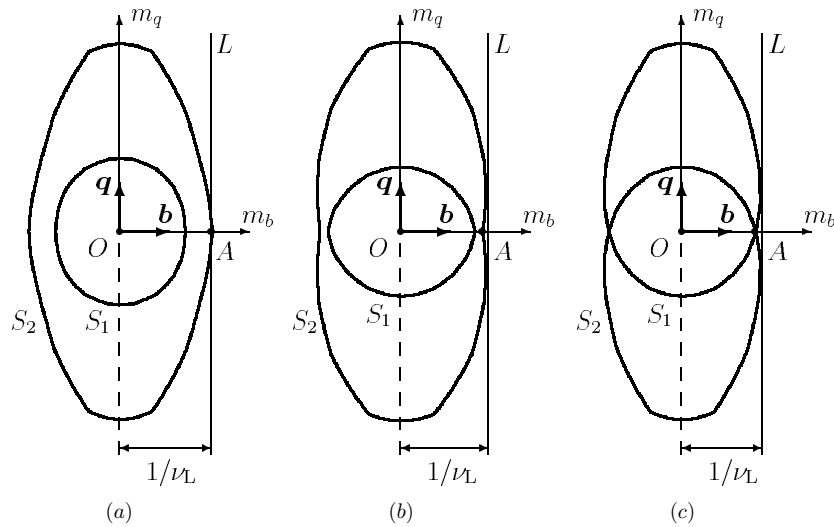 m_q m_q m_q
L L L
q q q
b m_b b m_b b m_b
O A O A O A
S_2 S_1 S_2 S_1 S_2 S_1
1/ν_L 1/ν_L 1/ν_L
(a) (b) (c)